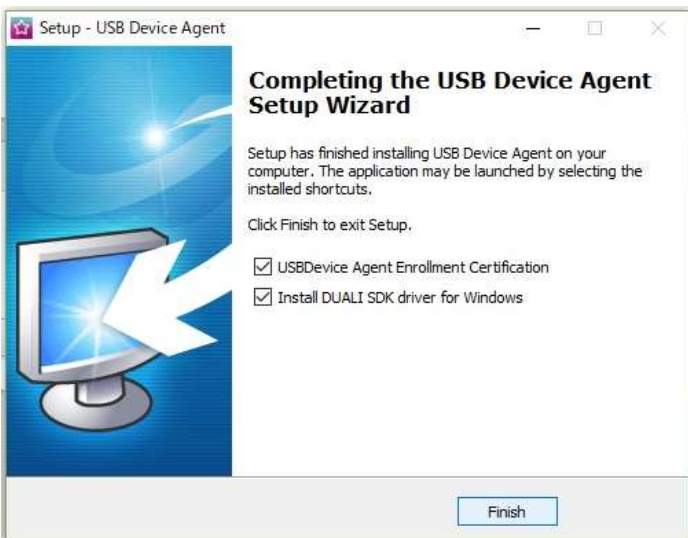 Setup - USB Device Agent
Completing the USB Device Agent
Setup Wizard
Setup has finished installing USB Device Agent on your
computer. The application may be launched by selecting the
installed shortcuts.
Click Finish to exit Setup.
USBDevice Agent Enrollment Certification
Install DUALI SDK driver for Windows
Finish